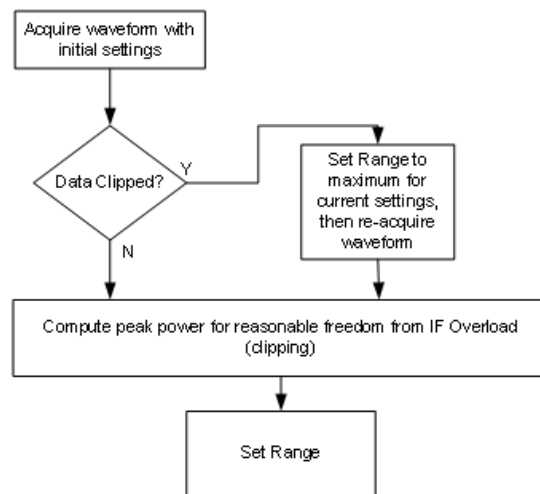 Acquire waveform with
initial settings
Data Clipped?
Y
N
Set Range to
maximum for
current settings,
then re-acquire
waveform
Compute peak power for reasonable freedom from IF Overload
(clipping)
Set Range